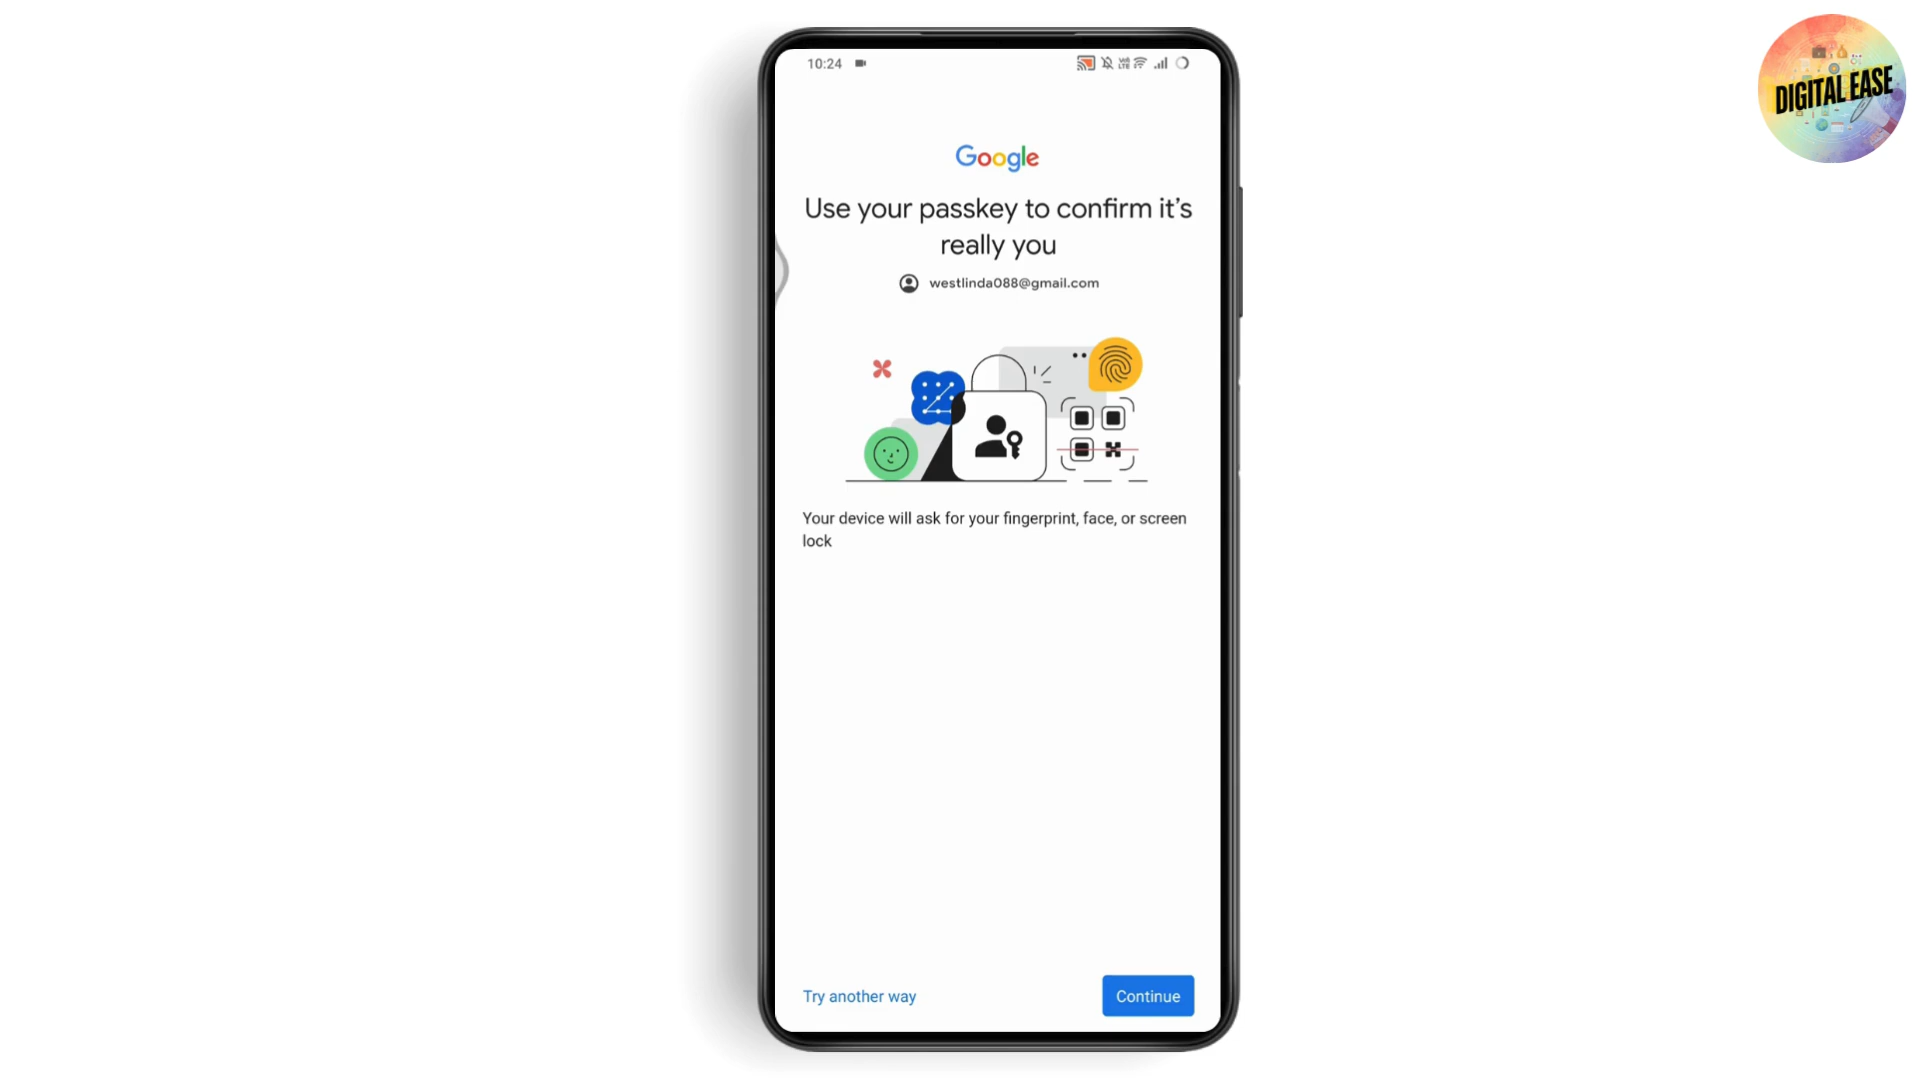 10:24
DIGITAL EASE
Google
Use your passkey to confirm it's
really you
westlinda088@gmail.com
Your device will ask for your fingerprint, face, or screen
lock
Try another way
Continue